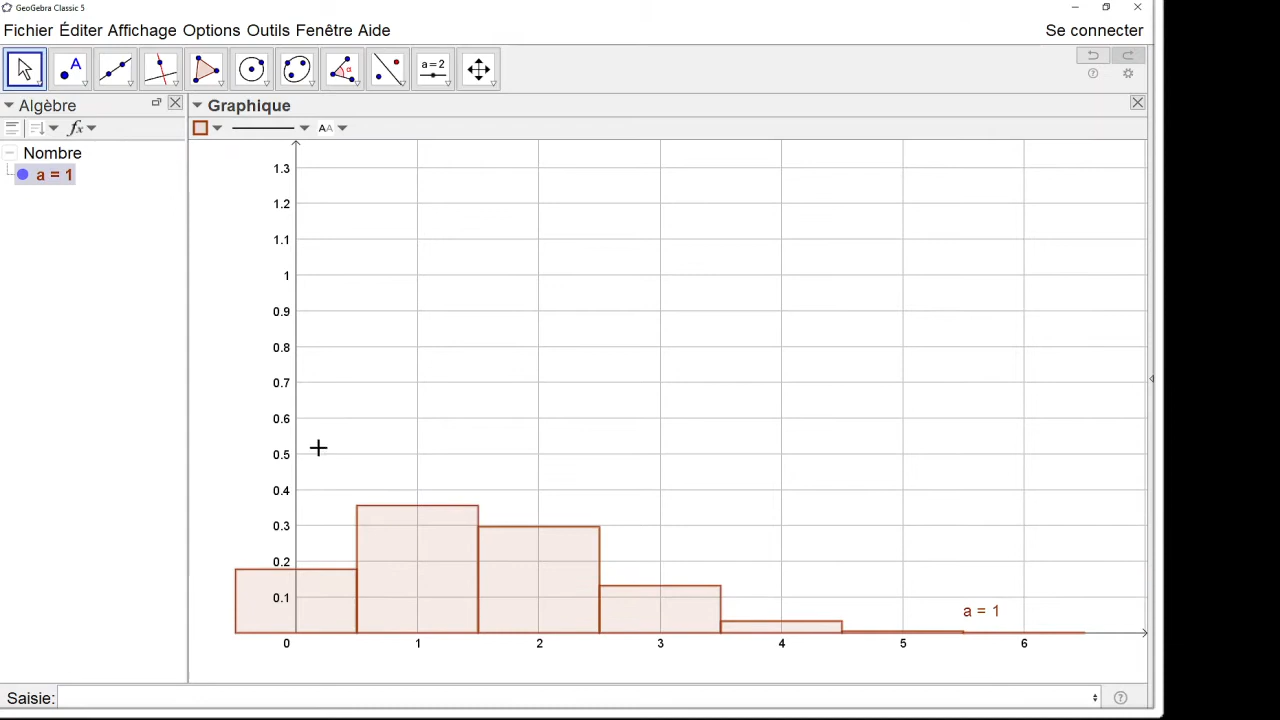 GeoGebra Classic 5
Fichier Éditer Affichage Options Outils Fenêtre Aide
Se connecter
A
α
a=2
Algèbre
Graphique
fx
AA
Nombre
a = 1
1.3
1.2
1.1
1
0.9
0.8
0.7
0.6
0.5
0.4
0.3
0.2
0.1
a = 1
0 1 2 3 4 5 6
Saisie: